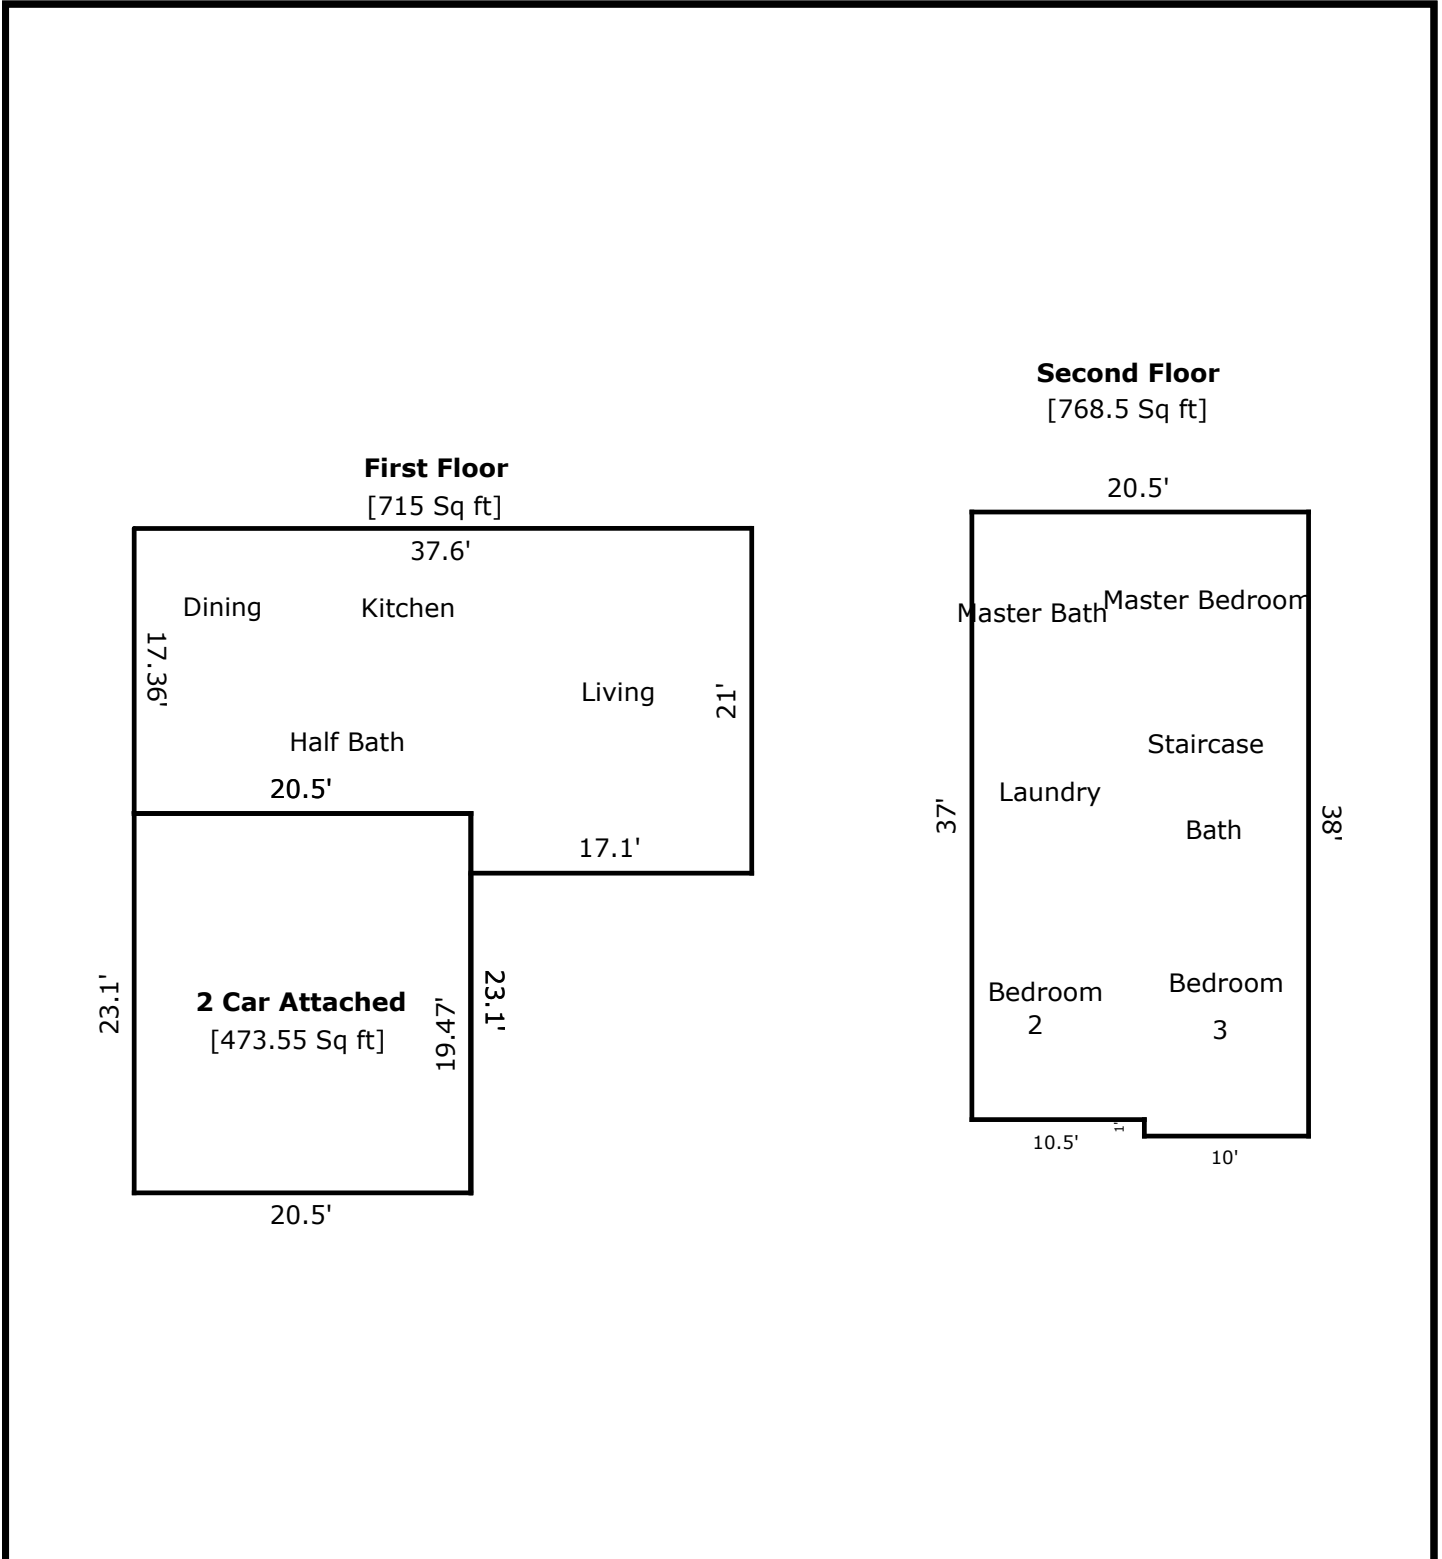 Second Floor
[768.5 Sq ft]
First Floor
[715 Sq ft]
20.5'
37.6'
Dining
Kitchen
Master Bath
Master Bedroom
17.36'
Living
21'
Half Bath
Staircase
20.5'
Laundry
37'
38'
Bath
17.1'
2 Car Attached
[473.55 Sq ft]
23.1'
19.47'
23.1'
Bedroom
2
Bedroom
3
10.5'
1'
10'
20.5'